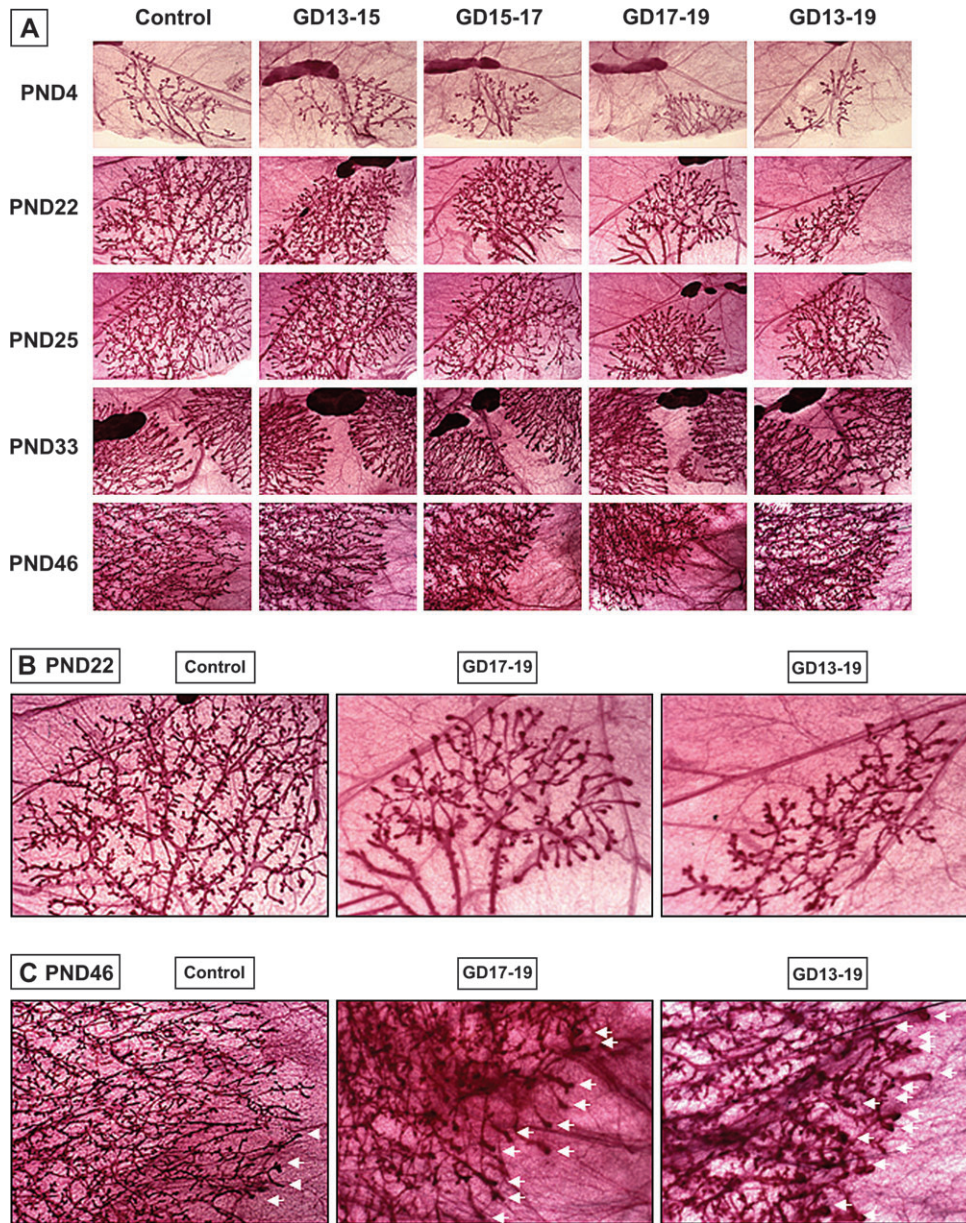 A
Control GD13-15 GD15-17 GD17-19 GD13-19
PND4
PND22
PND25
PND33
PND46
B PND22 Control GD17-19 GD13-19
C PND46 Control GD17-19 GD13-19